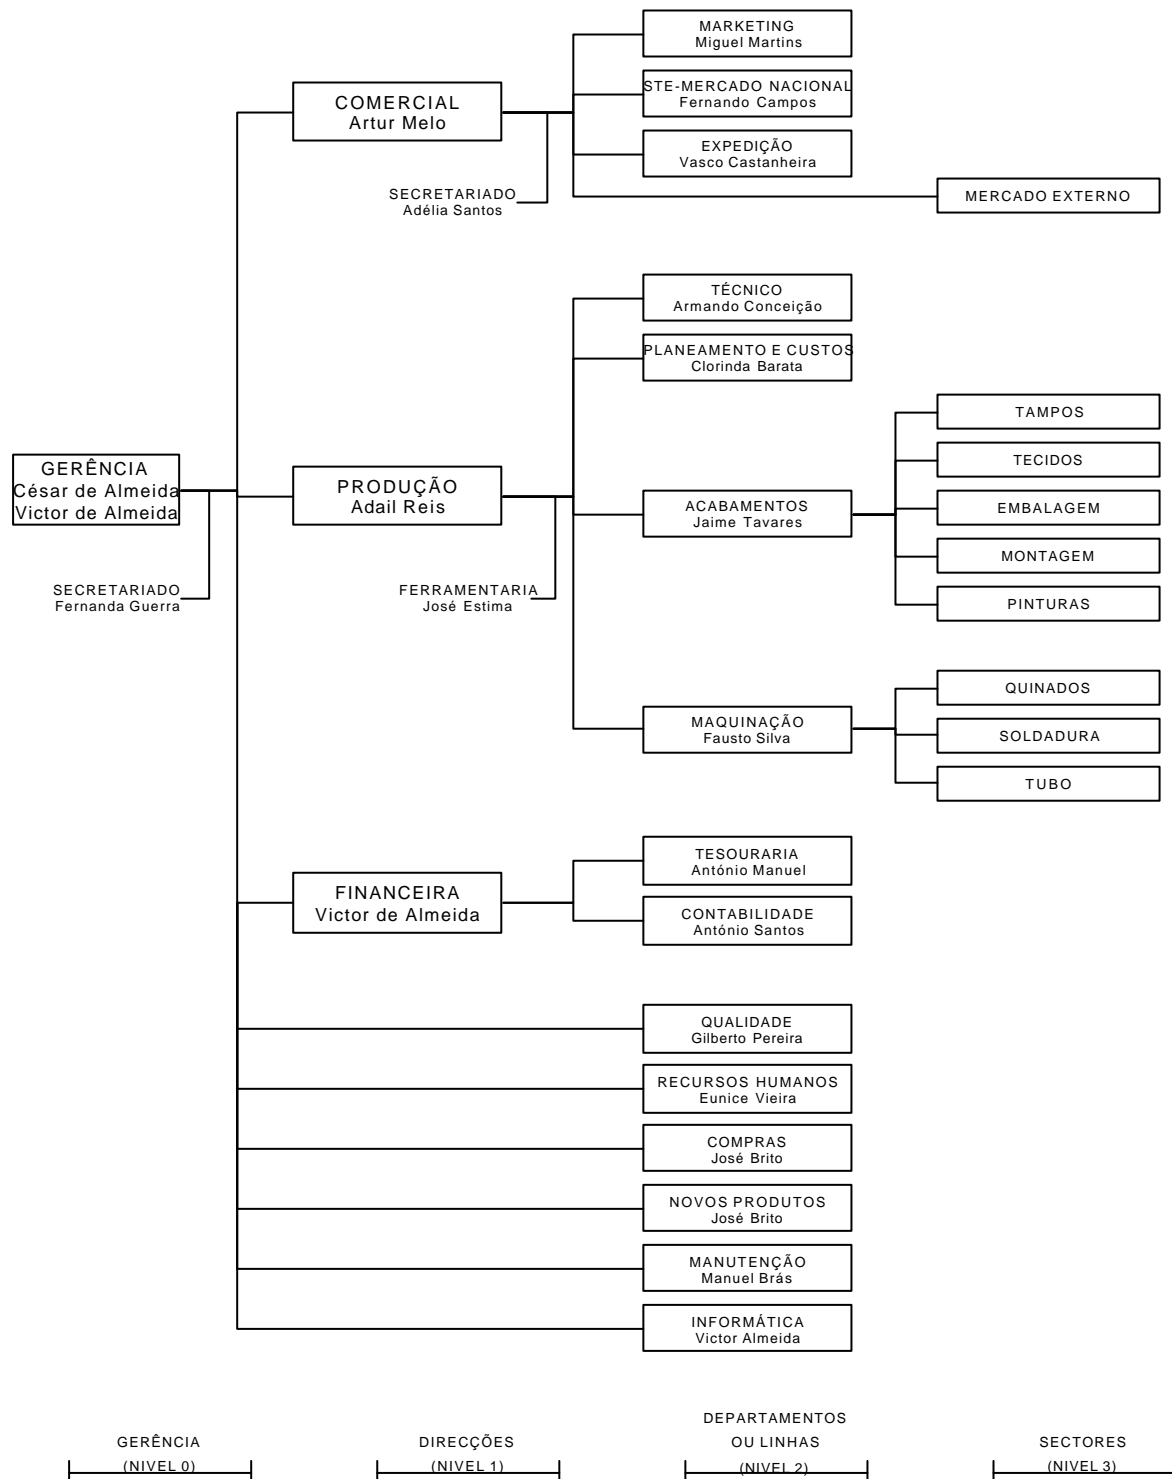 MARKETING
Miguel Martins
STE-MERCADO NACIONAL
Fernando Campos
COMERCIAL
Artur Melo
EXPEDIÇÃO
Vasco Castanheira
SECRETARIADO
Adélia Santos
MERCADO EXTERNO
TÉCNICO
Armando Conceição
PLANEAMENTO E CUSTOS
Clorinda Barata
TAMPOS
TECIDOS
GERÊNCIA
César de Almeida
Victor de Almeida
PRODUÇÃO
Adail Reis
ACABAMENTOS
Jaime Tavares
EMBALAGEM
MONTAGEM
SECRETARIADO
Fernanda Guerra
FERRAMENTARIA
José Estima
PINTURAS
QUINADOS
MAQUINAÇÃO
Fausto Silva
SOLDADURA
TUBO
TESOURARIA
António Manuel
FINANCEIRA
Victor de Almeida
CONTABILIDADE
António Santos
QUALIDADE
Gilberto Pereira
RECURSOS HUMANOS
Eunice Vieira
COMPRAS
José Brito
NOVOS PRODUTOS
José Brito
MANUTENÇÃO
Manuel Brás
INFORMÁTICA
Victor Almeida
GERÊNCIA
(NIVEL 0)
DIRECÇÕES
(NIVEL 1)
DEPARTAMENTOS
OU LINHAS
(NIVEL 2)
SECTORES
(NIVEL 3)